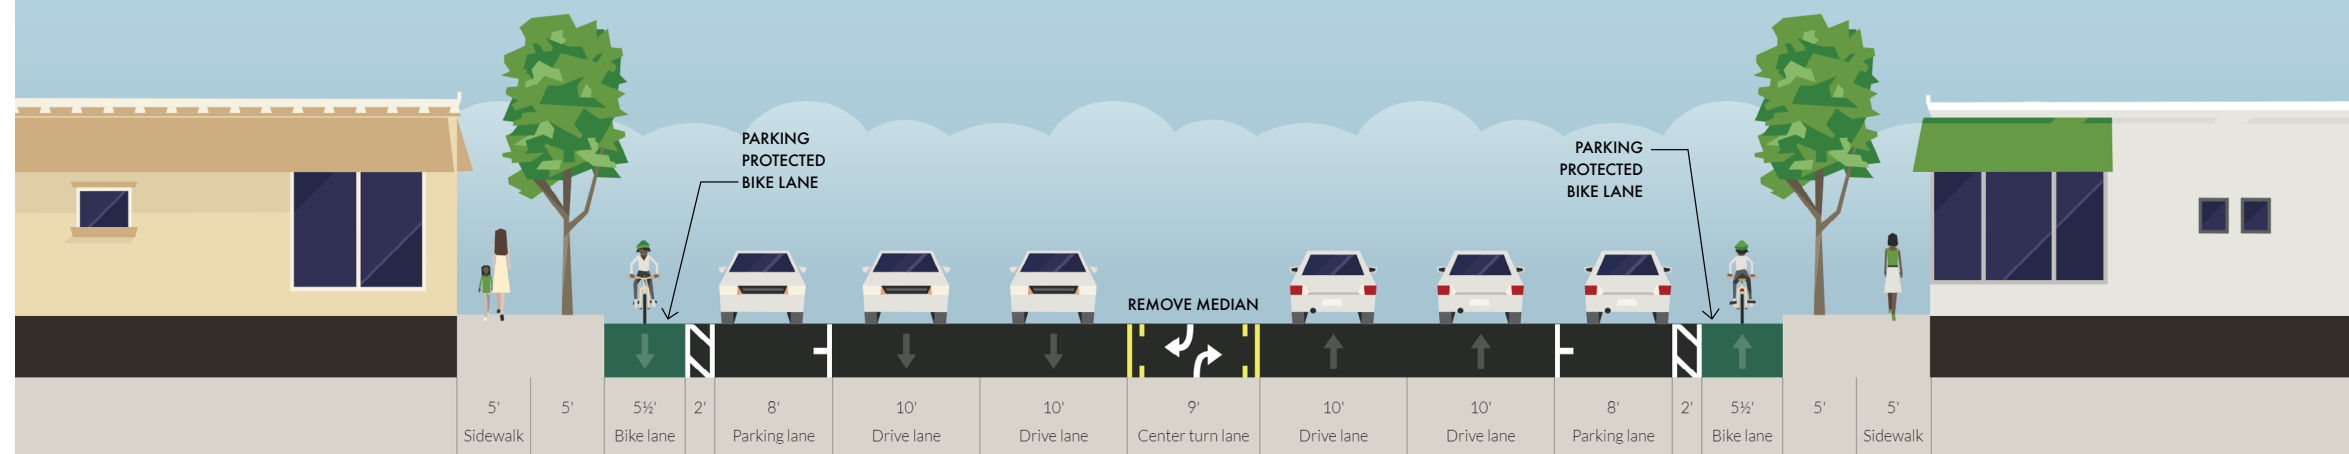 PARKING
PROTECTED
BIKE LANE
PARKING
PROTECTED
BIKE LANE
REMOVE MEDIAN
5' 5' 5½' 2' 8' 10' 10' 9' 10' 10' 8' 2' 5½' 5' 5'
Sidewalk Bike lane Parking lane Drive lane Drive lane Center turn lane Drive lane Drive lane Parking lane Bike lane Sidewalk